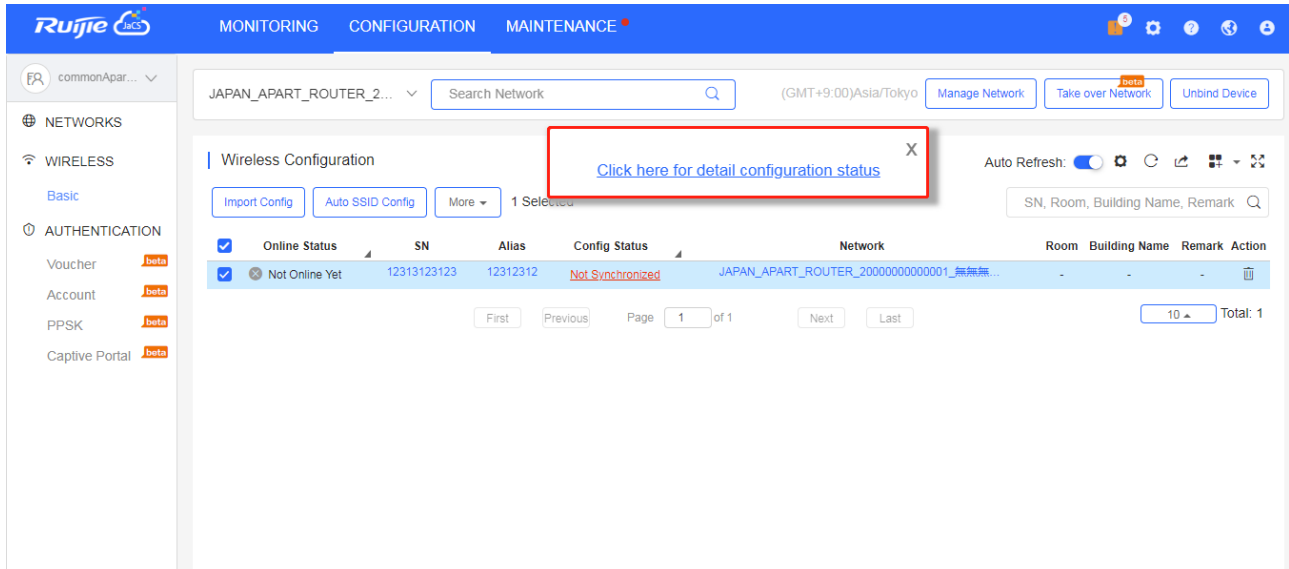 Ruijie JaCS MONITORING CONFIGURATION MAINTENANCE 5
commonApar...
JAPAN_APART_ROUTER_2... Search Network (GMT+9:00)Asia/Tokyo Manage Network Take over Network beta Unbind Device
NETWORKS
WIRELESS
Basic
AUTHENTICATION
Voucher beta
Account beta
PPSK beta
Captive Portal beta
Wireless Configuration
X
Click here for detail configuration status
Auto Refresh:
Import Config Auto SSID Config More 1 Selected SN, Room, Building Name, Remark
Online Status SN Alias Config Status Network Room Building Name Remark Action
Not Online Yet 12313123123 12312312 Not Synchronized JAPAN_APART_ROUTER_20000000000001_無無無... - - -
First Previous Page 1 of 1 Next Last 10 Total: 1